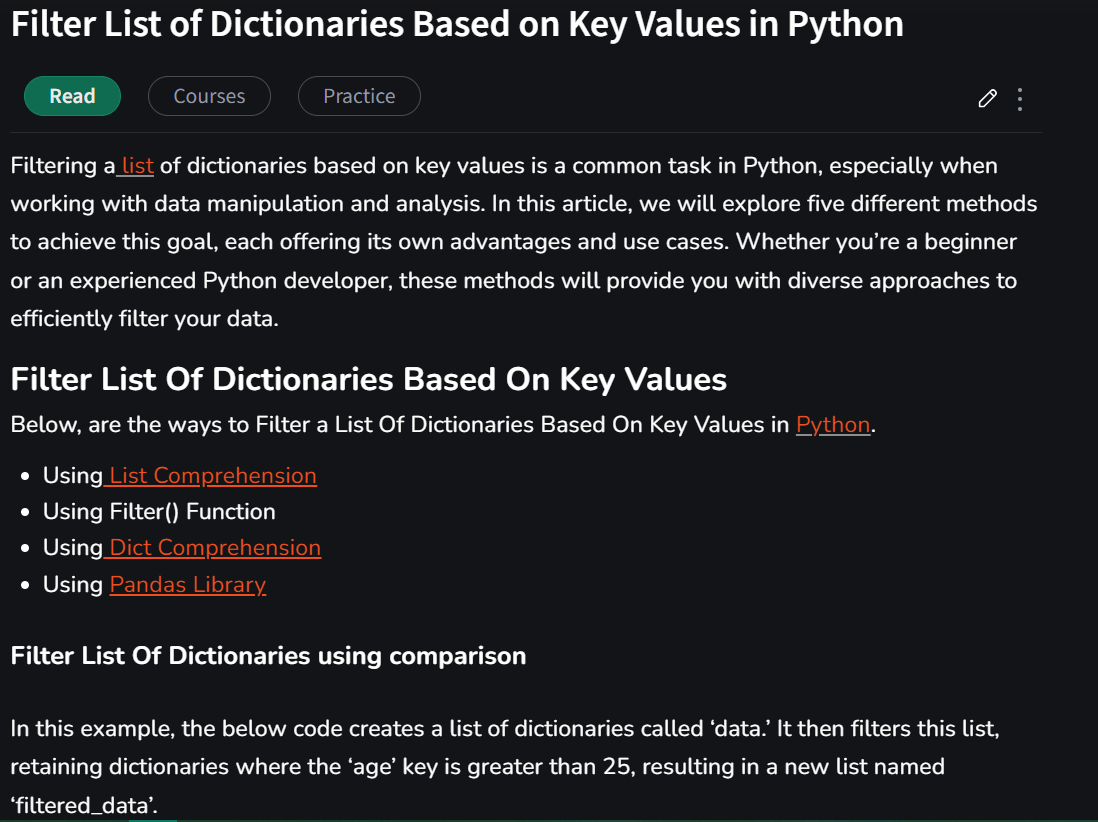 Filter List of Dictionaries Based on Key Values in Python
Read Courses Practice
Filtering a list of dictionaries based on key values is a common task in Python, especially when
working with data manipulation and analysis. In this article, we will explore five different methods
to achieve this goal, each offering its own advantages and use cases. Whether you’re a beginner
or an experienced Python developer, these methods will provide you with diverse approaches to
efficiently filter your data.
Filter List Of Dictionaries Based On Key Values
Below, are the ways to Filter a List Of Dictionaries Based On Key Values in Python.
• Using List Comprehension
• Using Filter() Function
• Using Dict Comprehension
• Using Pandas Library
Filter List Of Dictionaries using comparison
In this example, the below code creates a list of dictionaries called ‘data.’ It then filters this list,
retaining dictionaries where the ‘age’ key is greater than 25, resulting in a new list named
‘filtered_data’.